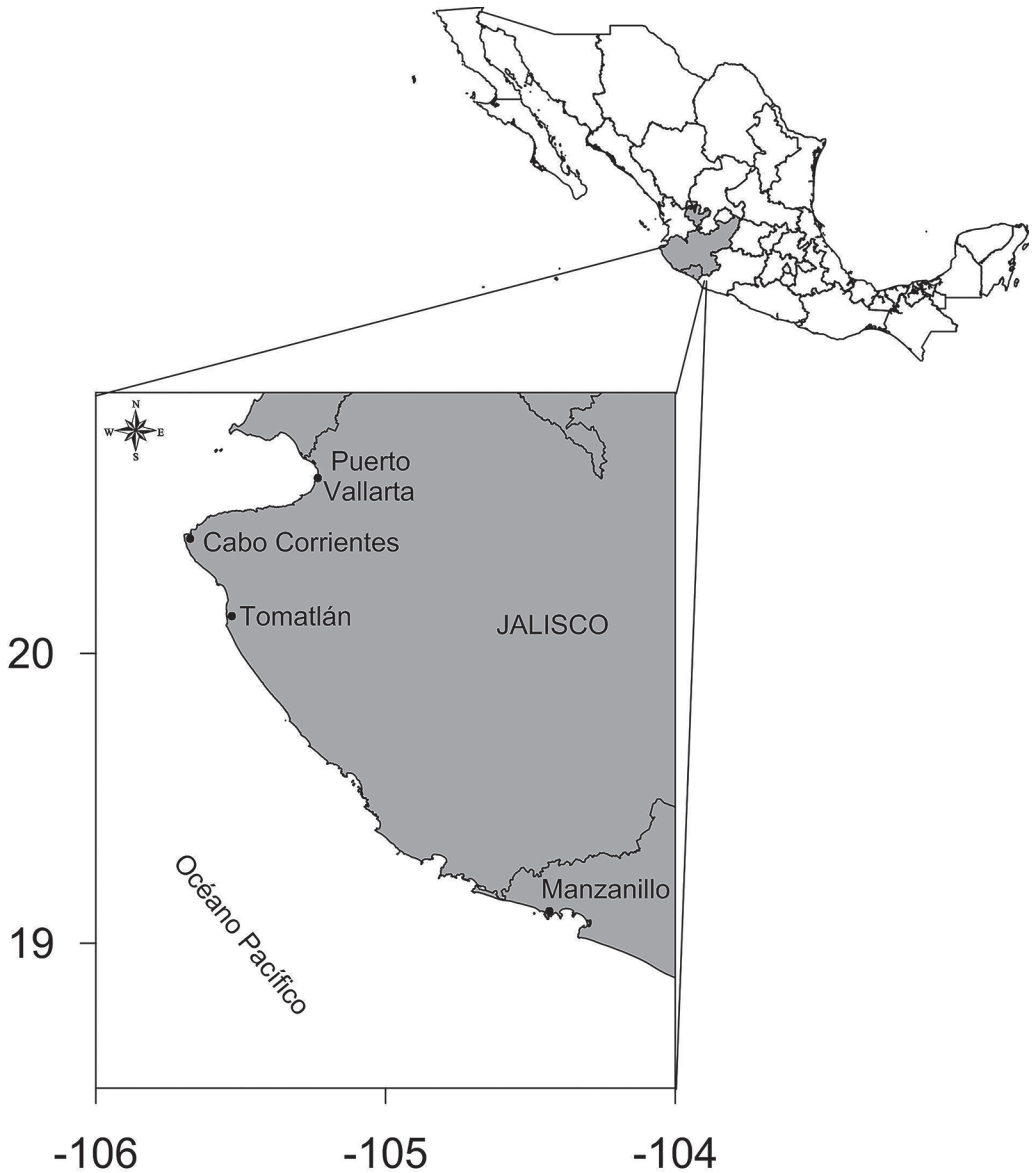 N
W E
S
Puerto
Vallarta
Cabo Corrientes
Tomatlán
JALISCO
20
Manzanillo
Océano Pacífico
19
-106 -105 -104